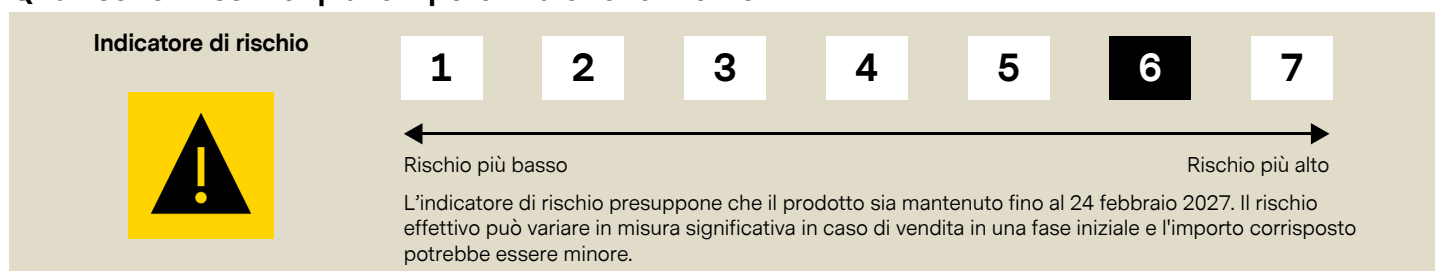 Indicatore di rischio
1 2 3 4 5 6 7
Rischio più basso
Rischio più alto
L'indicatore di rischio presuppone che il prodotto sia mantenuto fino al 24 febbraio 2027. Il rischio
effettivo può variare in misura significativa in caso di vendita in una fase iniziale e l'importo corrisposto
potrebbe essere minore.